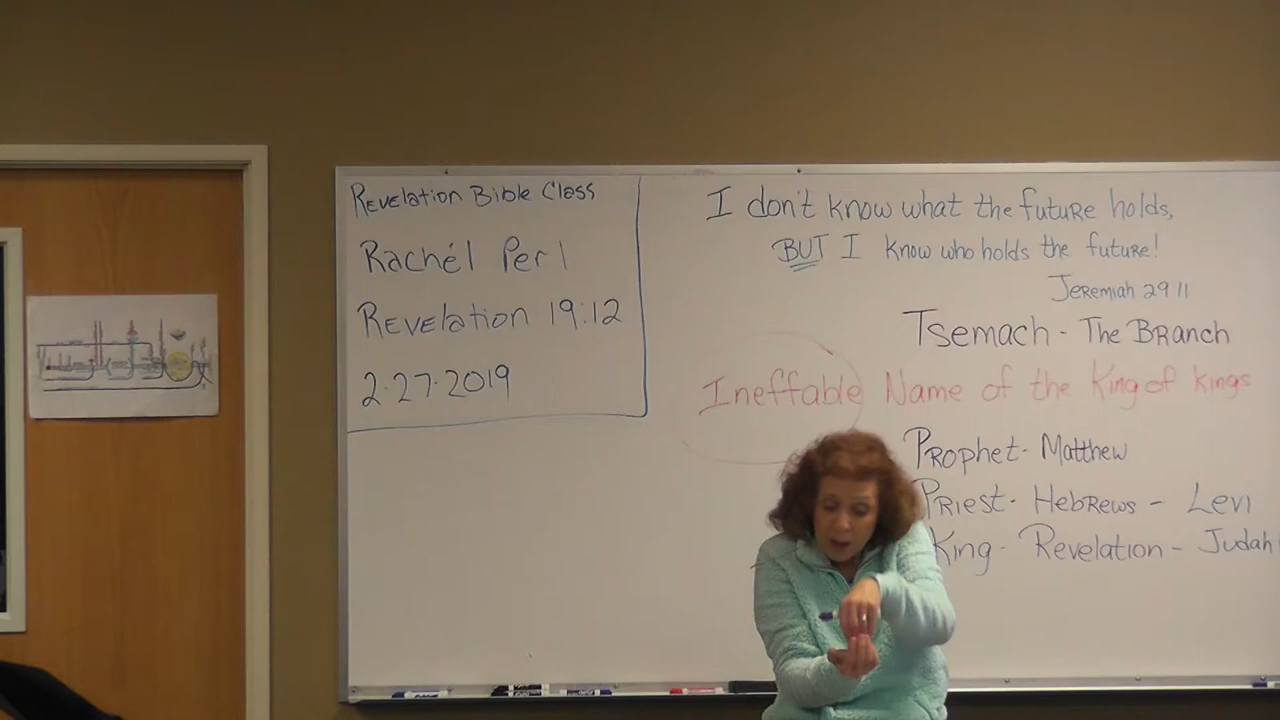 Revelation Bible Class
Rachél Perl
Revelation 19:12
2-27-2019
I don't know what the future holds,
BUT I know who holds the future!
Jeremiah 29 11
Tsemach - The Branch
Ineffable Name of the King of kings
Prophet - Matthew
Priest - Hebrews - Levi
King - Revelation - Judah